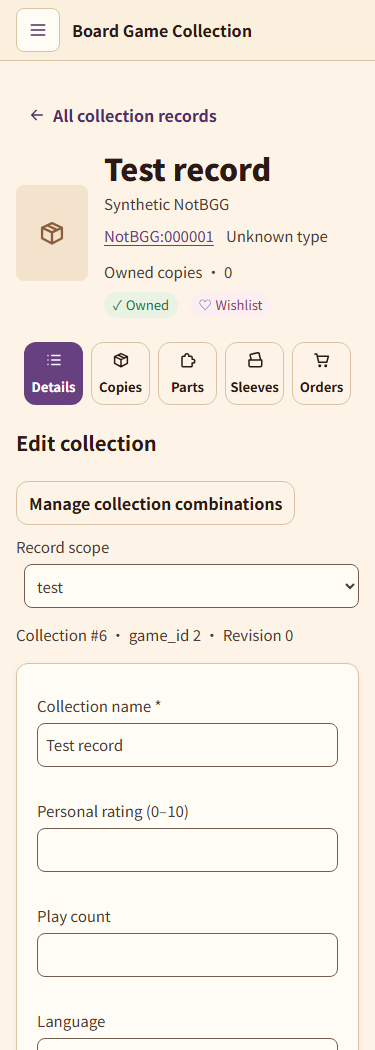 Board Game Collection
← All collection records
Test record
Synthetic NotBGG
NotBGG:000001 Unknown type
Owned copies · 0
✓ Owned ♡ Wishlist
Details Copies Parts Sleeves Orders
Edit collection
Manage collection combinations
Record scope
test
Collection #6 · game_id 2 · Revision 0
Collection name *
Test record
Personal rating (0–10)
Play count
Language